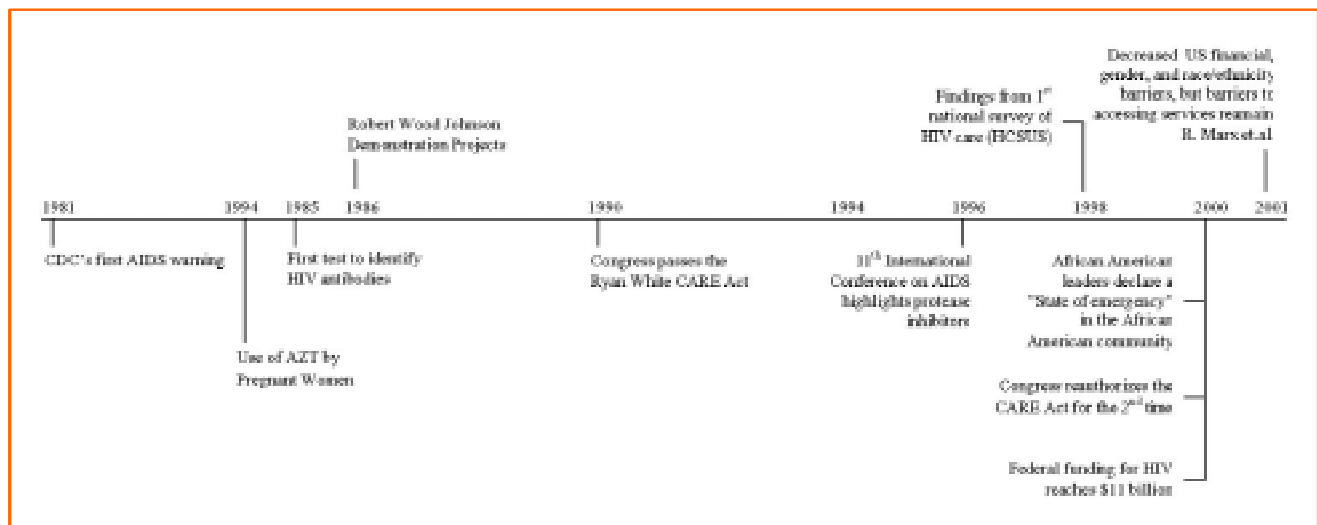 Decreased US financial,
gender, and race/ethnicity
barriers, but barriers to
accessing services reamain
R. Marx et.al
Findings from 1st
national survey of
HIV care (HCSUS)
Robert Wood Johnson
Demonstration Projects
1981 1994 1985 1986 1990 1994 1996 1998 2000 2001
CDC's first AIDS warning
First test to identify
HIV antibodies
Congress passes the
Ryan White CARE Act
11th International
Conference on AIDS
highlights protease
inhibitors
African American
leaders declare a
"State of emergency"
in the African
American community
Use of AZT by
Pregnant Women
Congress reauthorizes the
CARE Act for the 2nd time
Federal funding for HIV
reaches $11 billion